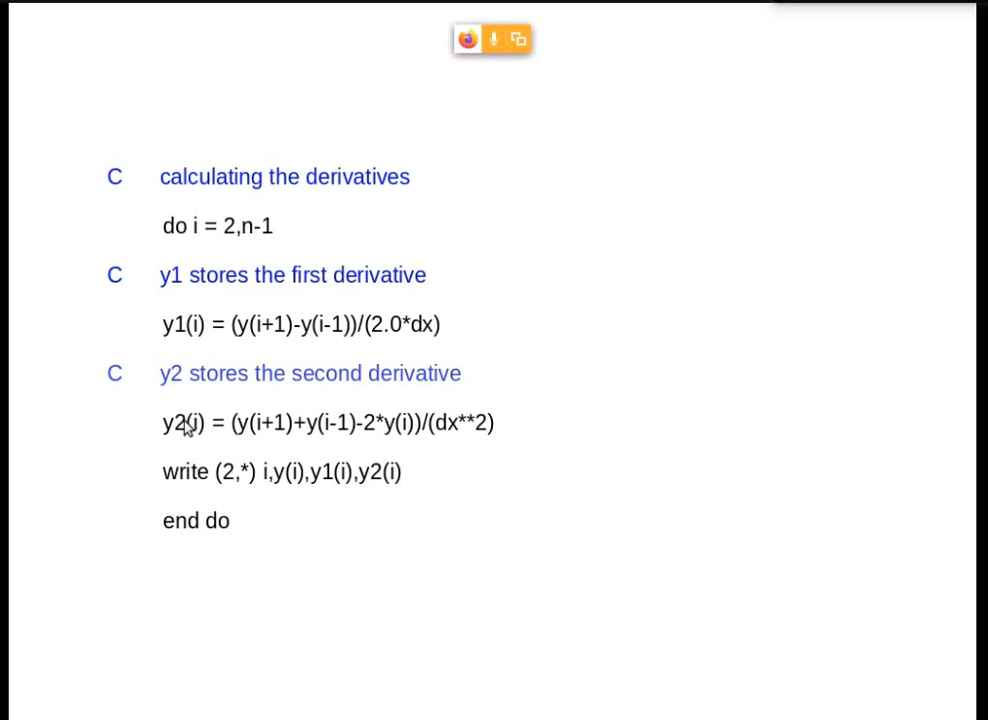 C calculating the derivatives
do i = 2,n-1
C y1 stores the first derivative
y1(i) = (y(i+1)-y(i-1))/(2.0*dx)
C y2 stores the second derivative
y2(i) = (y(i+1)+y(i-1)-2*y(i))/(dx**2)
write (2,*) i,y(i),y1(i),y2(i)
end do